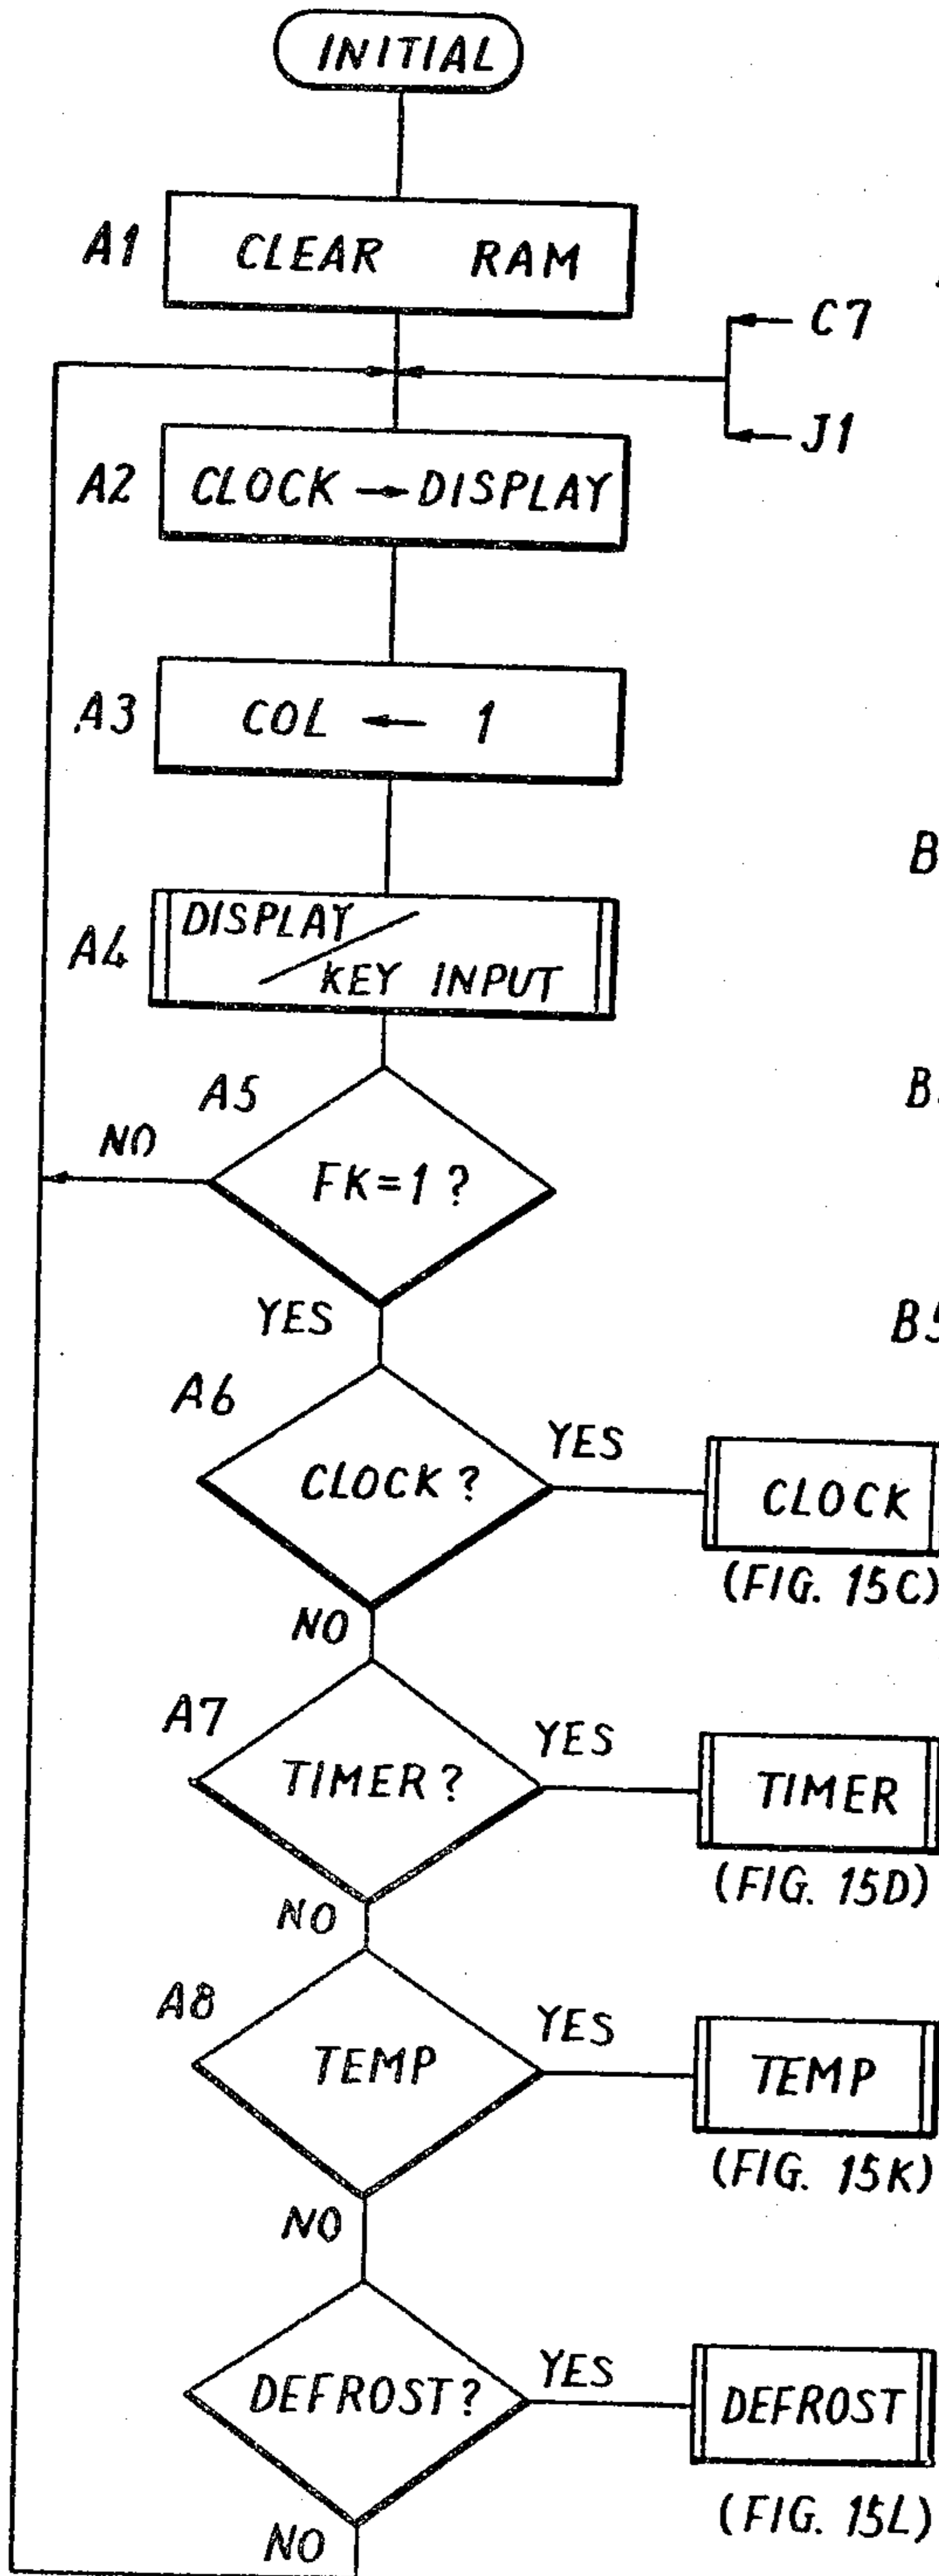 INITIAL
A1 CLEAR RAM
C7
J1
A2 CLOCK → DISPLAY
A3 COL ← 1
A4 DISPLAY / KEY INPUT
A5
NO FK=1?
YES
A6
CLOCK? YES CLOCK
(FIG. 15C)
NO
A7
TIMER? YES TIMER
(FIG. 15D)
NO
A8
TEMP YES TEMP
(FIG. 15K)
NO
DEFROST? YES DEFROST
(FIG. 15L)
NO
B
B
B5